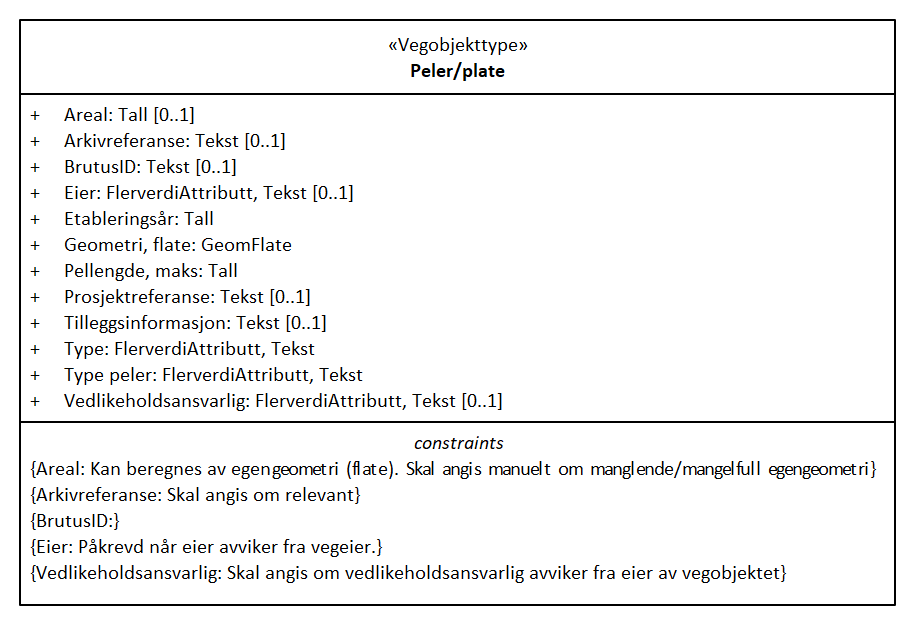 «Vegobjekttype»
Peler/plate
+ Areal: Tall [0..1]
+ Arkivreferanse: Tekst [0..1]
+ BrutusID: Tekst [0..1]
+ Eier: FlerverdiAttributt, Tekst [0..1]
+ Etableringsår: Tall
+ Geometri, flate: GeomFlate
+ Pellengde, maks: Tall
+ Prosjektreferanse: Tekst [0..1]
+ Tilleggsinformasjon: Tekst [0..1]
+ Type: FlerverdiAttributt, Tekst
+ Type peler: FlerverdiAttributt, Tekst
+ Vedlikeholdsansvarlig: FlerverdiAttributt, Tekst [0..1]
constraints
{Areal: Kan beregnes av egengeometri (flate). Skal angis manuelt om manglende/mangelfull egengeometri}
{Arkivreferanse: Skal angis om relevant}
{BrutusID:}
{Eier: Påkrevd når eier avviker fra vegeier.}
{Vedlikeholdsansvarlig: Skal angis om vedlikeholdsansvarlig avviker fra eier av vegobjektet}